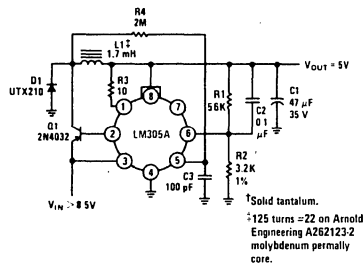 R4
2M
L1‡
1.7 mH
D1
UTX210
R3
10
R1
56K
C2
0.1
μF
C1
47 μF
35 V
VOUT = 5V
Q1
2N4032
1
8
7
2
LM305A
6
3
4
5
C3
100 pF
R2
3.2K
1%
VIN > 8 5V
†Solid tantalum.
‡125 turns =22 on Arnold
Engineering A262123-2
molybdenum permally
core.